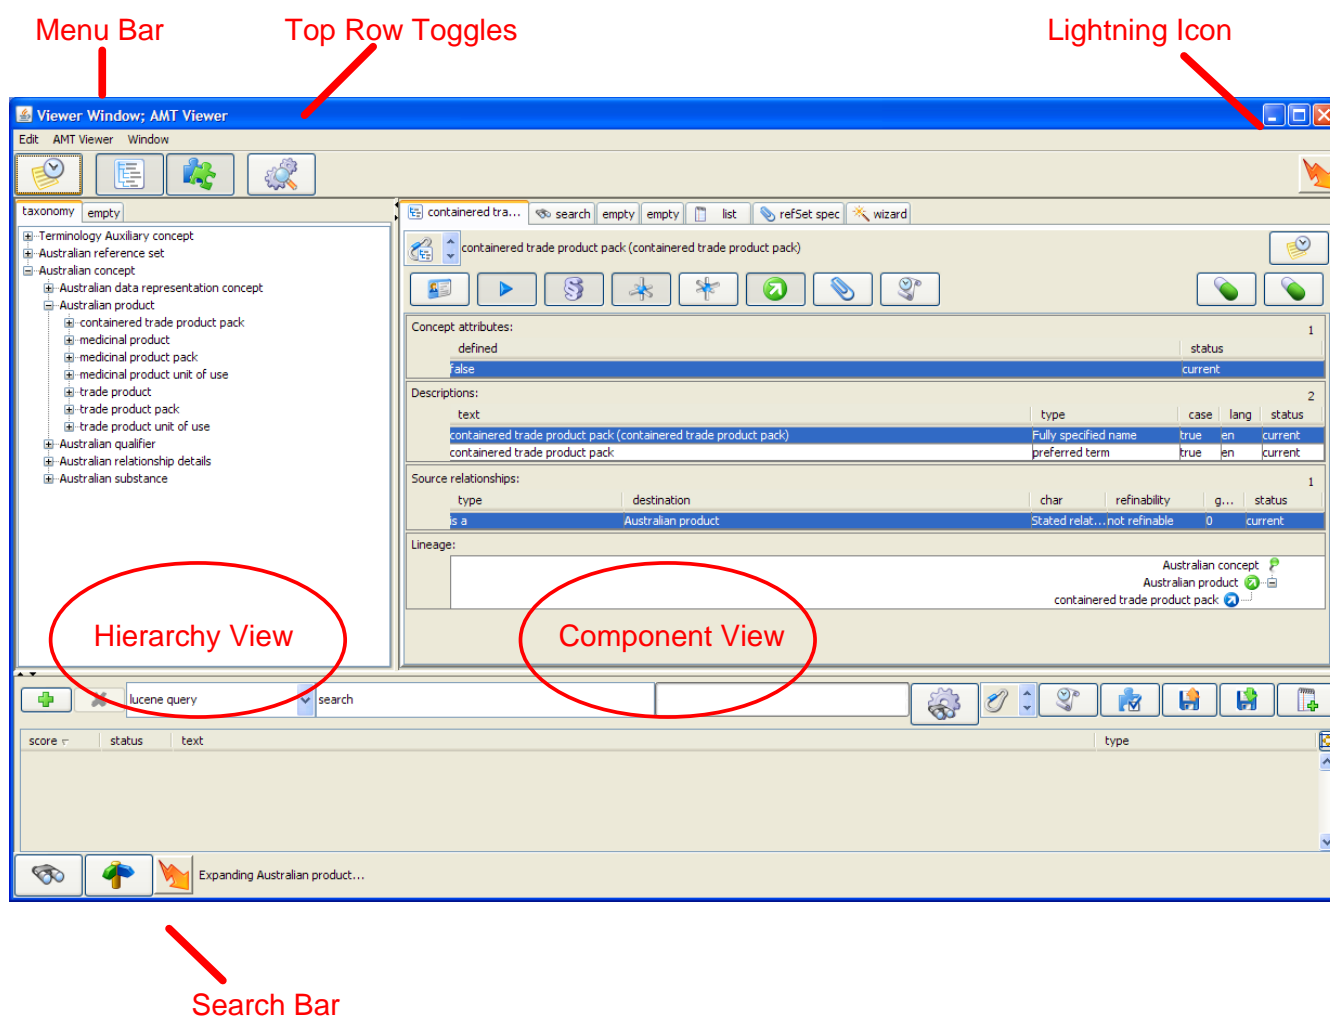 Menu Bar
Top Row Toggles
Lightning Icon
Viewer Window; AMT Viewer
Edit AMT Viewer Window
taxonomy empty
Terminology Auxiliary concept
Australian reference set
Australian concept
Australian data representation concept
Australian product
containered trade product pack
medicinal product
medicinal product pack
medicinal product unit of use
trade product
trade product pack
trade product unit of use
Australian qualifier
Australian relationship details
Australian substance
Hierarchy View
containered tra... search empty empty list refSet spec wizard
containered trade product pack (containered trade product pack)
Concept attributes: 1
defined status
false current
Descriptions: 2
text type case lang status
containered trade product pack (containered trade product pack) Fully specified name true en current
containered trade product pack preferred term true en current
Source relationships: 1
type destination char refinability g... status
is a Australian product Stated relat... not refinable 0 current
Lineage:
Australian concept
Australian product
containered trade product pack
Component View
lucene query search
score status text type
Expanding Australian product...
Search Bar